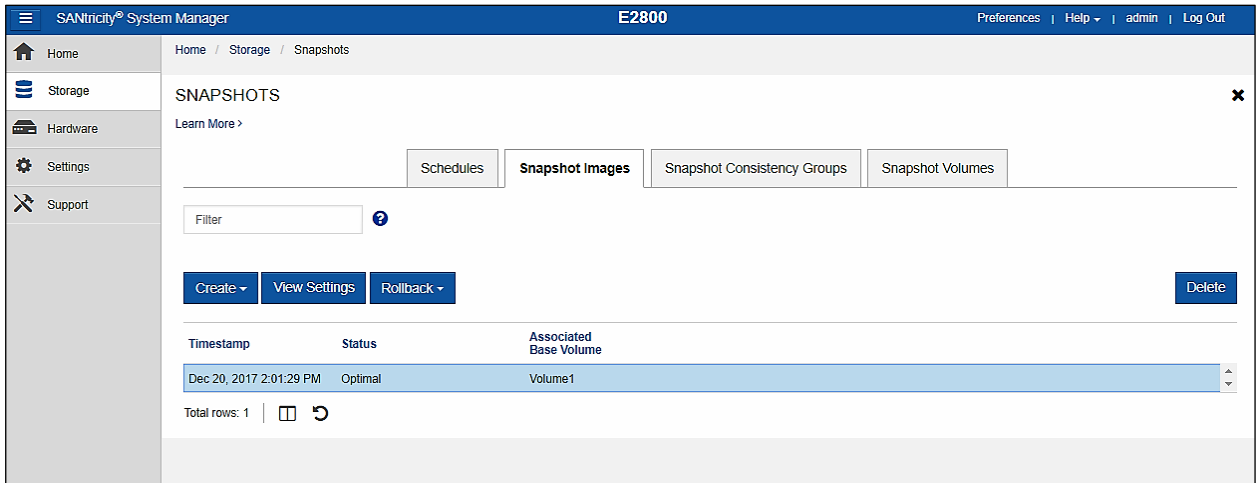 SANtricity® System Manager
E2800
Preferences | Help | admin | Log Out
Home
Storage
Hardware
Settings
Support
Home / Storage / Snapshots
SNAPSHOTS
Learn More >
Schedules
Snapshot Images
Snapshot Consistency Groups
Snapshot Volumes
Filter
Create
View Settings
Rollback
Delete
Timestamp
Status
Associated
Base Volume
Dec 20, 2017 2:01:29 PM
Optimal
Volume1
Total rows: 1